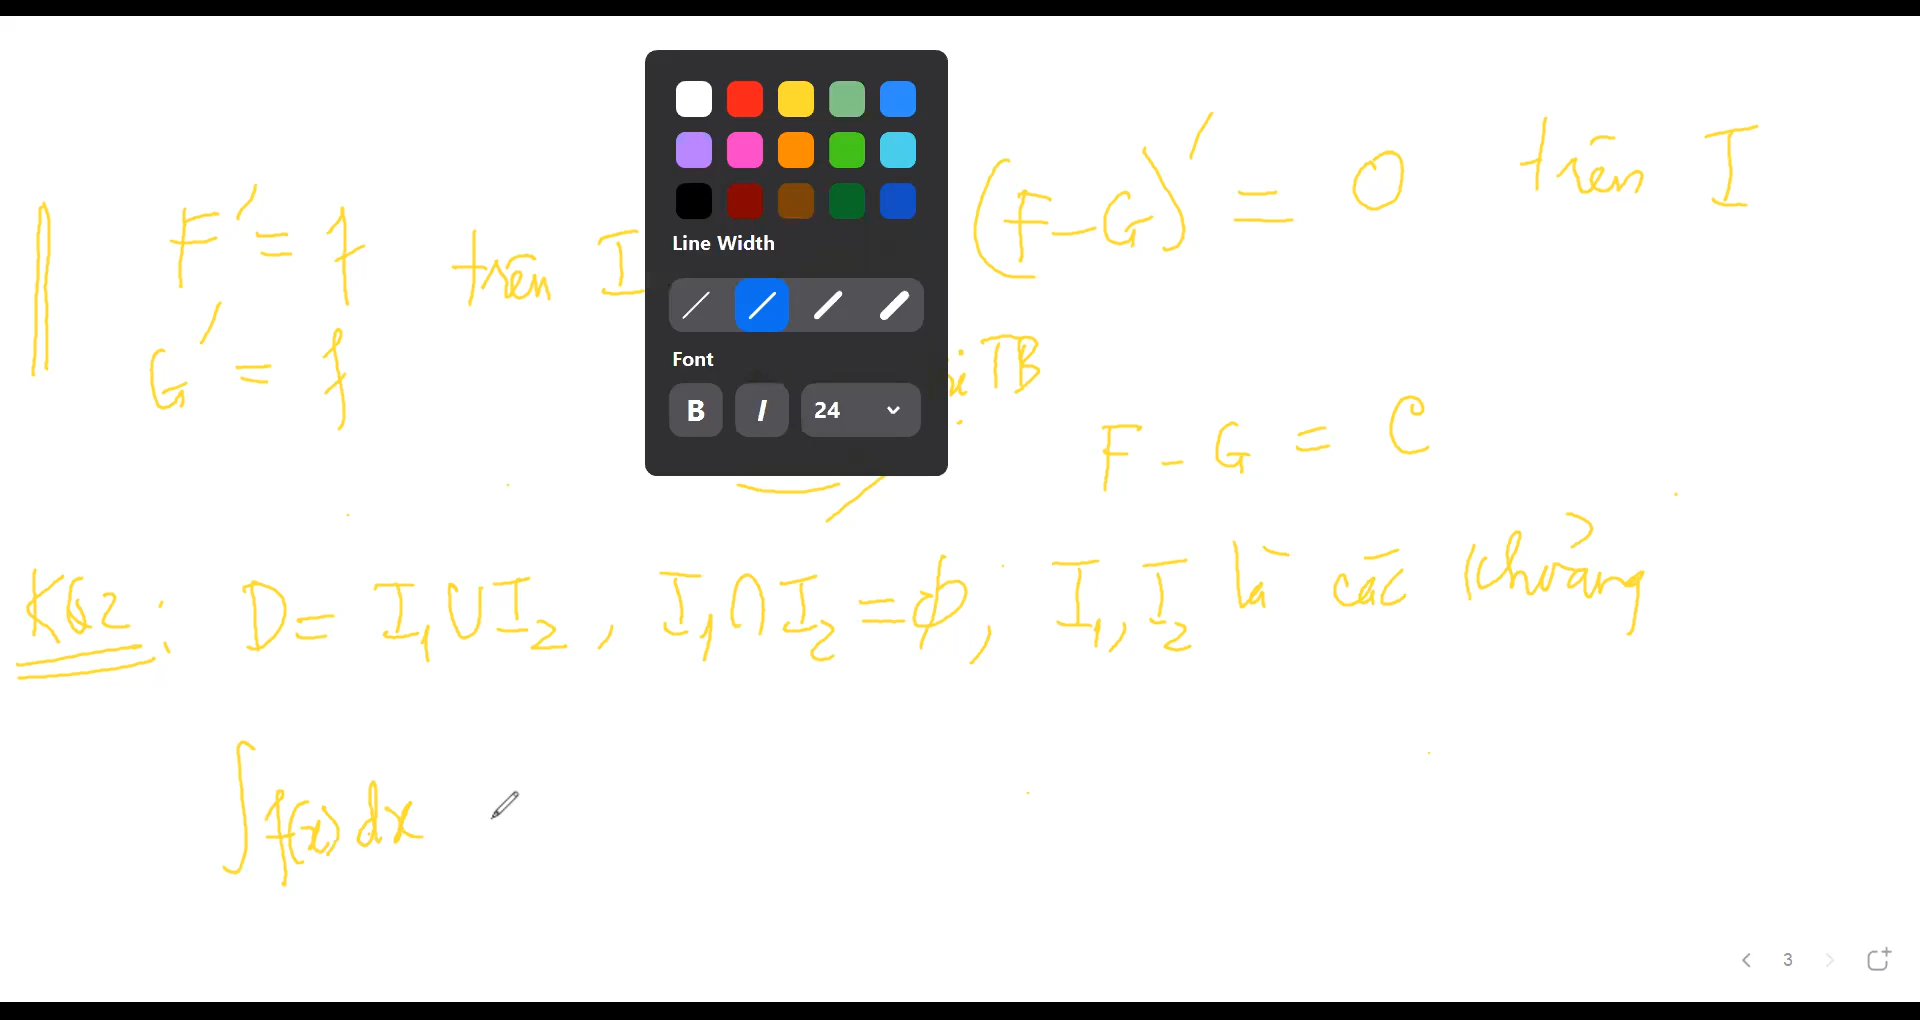 F' = f trên I
G' = f
(F-G)' = 0 trên I
TB
F - G = C
KQ2: D = I₁ ∪ I₂, I₁ ∩ I₂ = ϕ; I₁, I₂ là các khoảng
∫ f(x) dx
Line Width
Font
B I 24
3